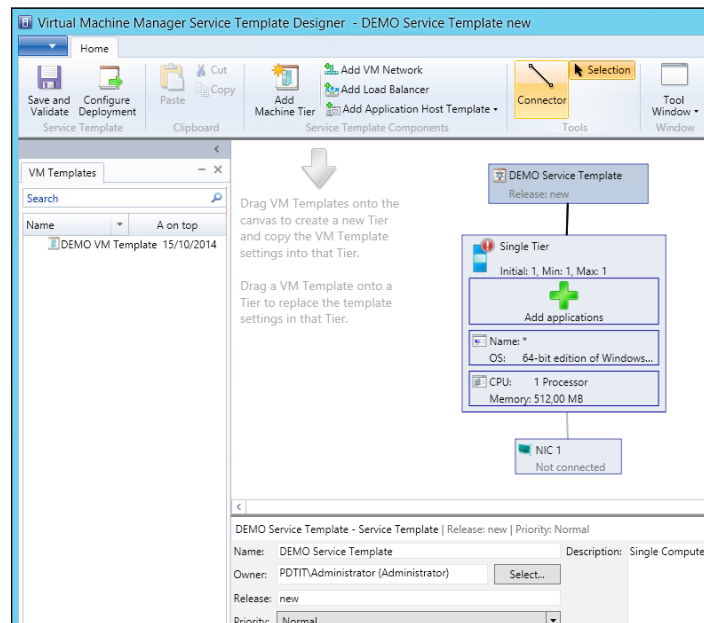 Virtual Machine Manager Service Template Designer - DEMO Service Template new
Home
Save and Validate
Configure Deployment
Service Template
Paste
Cut
Copy
Clipboard
Add Machine Tier
Add VM Network
Add Load Balancer
Add Application Host Template
Service Template Components
Connector
Selection
Tools
Tool Window
Window
VM Templates
Search
Name
A on top
DEMO VM Template 15/10/2014
Drag VM Templates onto the
canvas to create a new Tier
and copy the VM Template
settings into that Tier.
Drag a VM Template onto a
Tier to replace the template
settings in that Tier.
DEMO Service Template
Release: new
Single Tier
Initial: 1, Min: 1, Max: 1
Add applications
Name: *
OS: 64-bit edition of Windows...
CPU: 1 Processor
Memory: 512,00 MB
NIC 1
Not connected
DEMO Service Template - Service Template | Release: new | Priority: Normal
Name: DEMO Service Template
Description: Single Compute
Owner: PDTIT\Administrator (Administrator)
Select...
Release: new
Priority: Normal